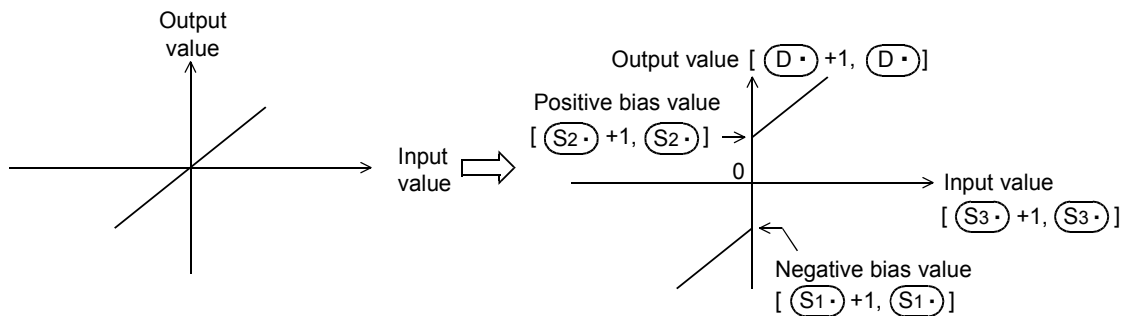 Output
value
Input
value
Output value [ D・ +1, D・ ]
Positive bias value
[ S2・ +1, S2・ ]
0
Input value
[ S3・ +1, S3・ ]
Negative bias value
[ S1・ +1, S1・ ]